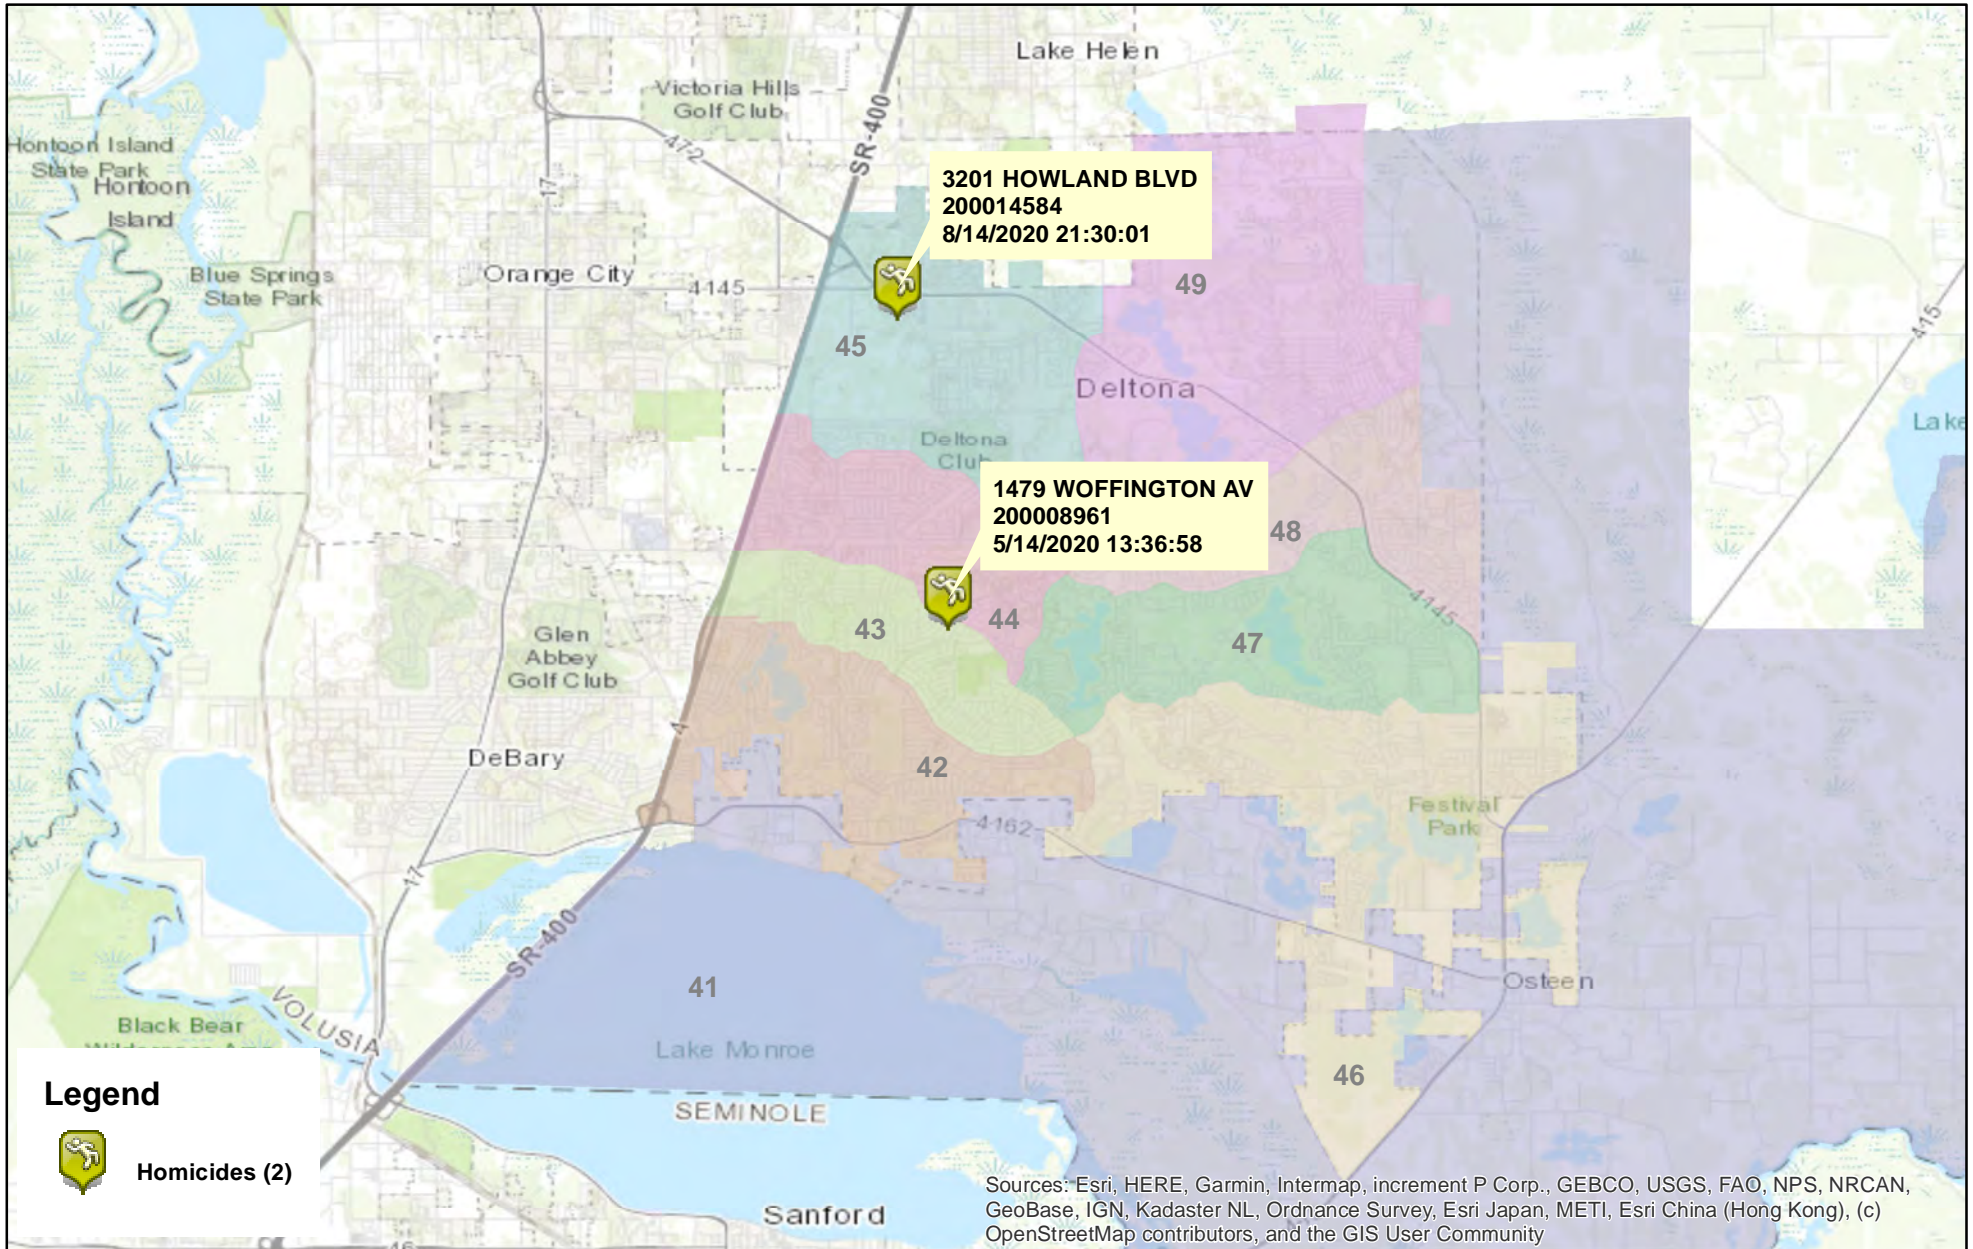 Lake Helen
Victoria Hills
Golf Club
SR-400
472
Hontoon Island
State Park
Hontoon
Island
17
3201 HOWLAND BLVD
200014584
8/14/2020 21:30:01
Blue Springs
State Park
Orange City
4145
49
415
45
Deltona
Lake
Deltona
Club
1479 WOFFINGTON AV
200008961
5/14/2020 13:36:58
48
4145
43
44
47
Glen
Abbey
Golf Club
4
DeBary
42
Festival
Park
4162
17
SR-400
41
Osteen
VOLUSIA
Black Bear
Lake Monroe
46
Legend
SEMINOLE
Homicides (2)
Sanford
46
Sources: Esri, HERE, Garmin, Intermap, increment P Corp., GEBCO, USGS, FAO, NPS, NRCAN,
GeoBase, IGN, Kadaster NL, Ordnance Survey, Esri Japan, METI, Esri China (Hong Kong), (c)
OpenStreetMap contributors, and the GIS User Community